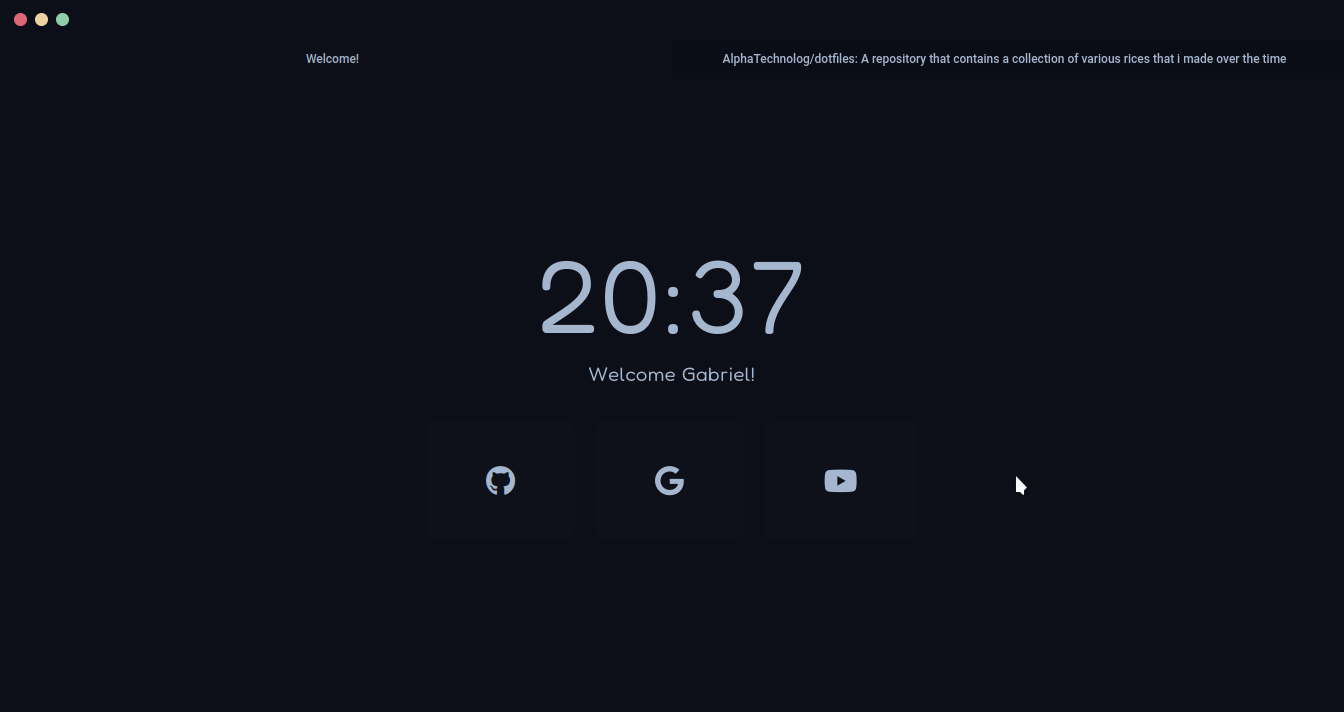 Welcome!
AlphaTechnolog/dotfiles: A repository that contains a collection of various rices that i made over the time
20:37
Welcome Gabriel!